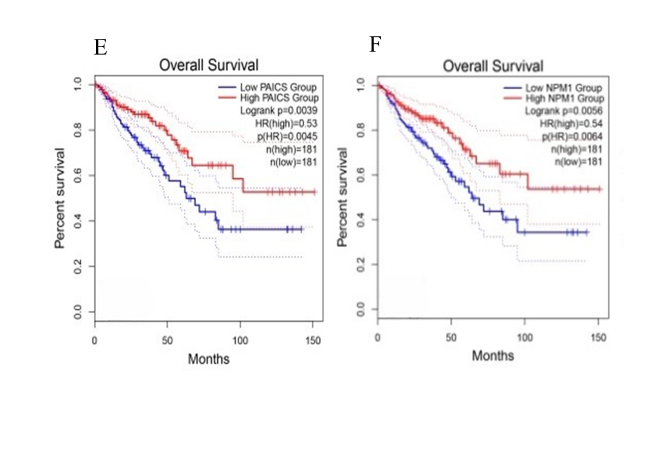 E
Overall Survival
Low PAICS Group
High PAICS Group
Logrank p=0.0039
HR(high)=0.53
p(HR)=0.0045
n(high)=181
n(low)=181
Percent survival
1.0
0.8
0.6
0.4
0.2
0.0
0 50 100 150
Months
F
Overall Survival
Low NPM1 Group
High NPM1 Group
Logrank p=0.0056
HR(high)=0.54
p(HR)=0.0064
n(high)=181
n(low)=181
Percent survival
1.0
0.8
0.6
0.4
0.2
0.0
0 50 100 150
Months